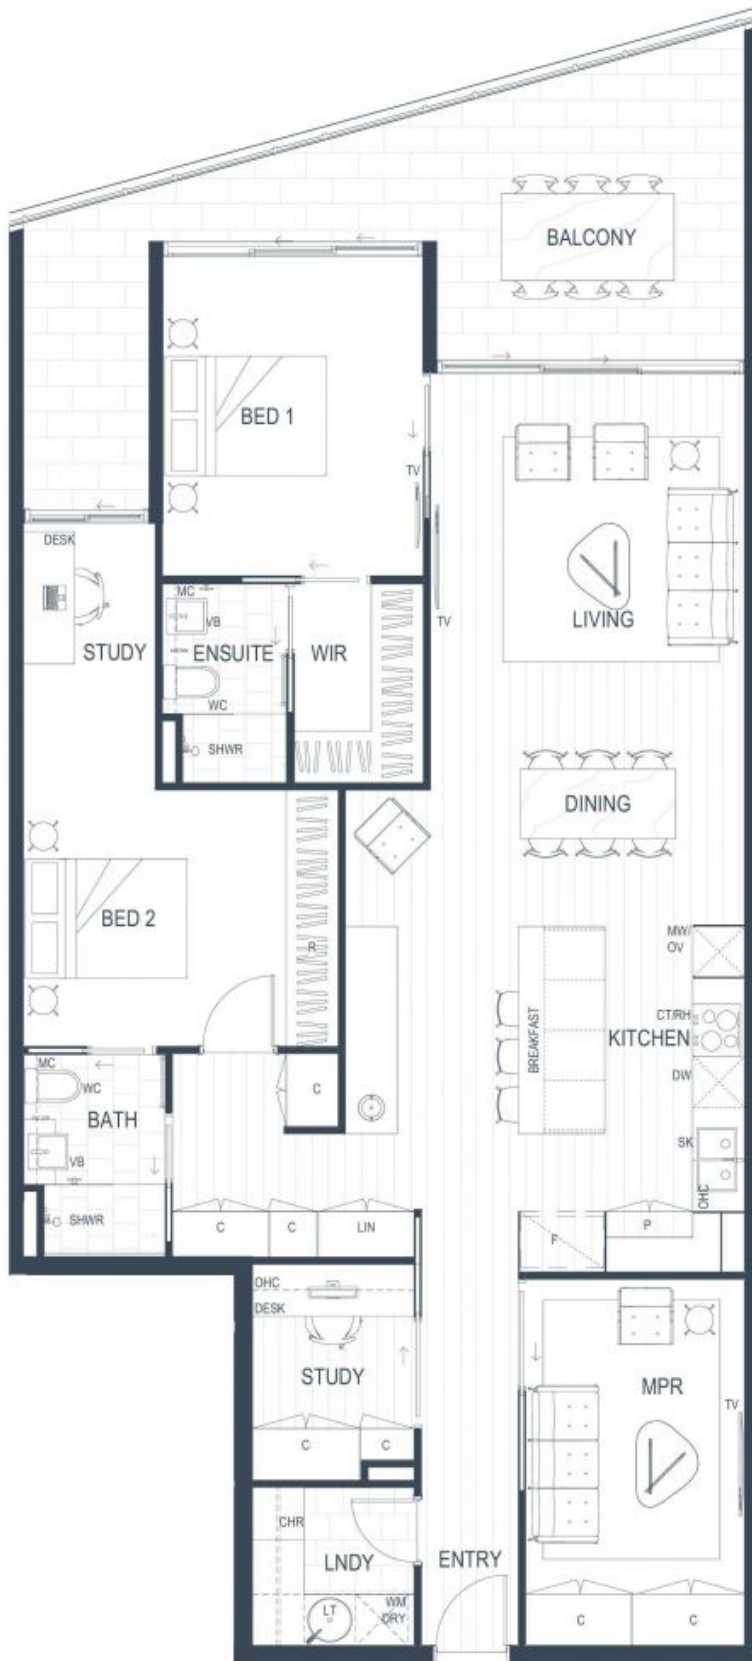 BALCONY
BED 1
TV
DESK
STUDY
MC
VB
ENSUITE
WC
SHWR
WIR
TV
LIVING
DINING
BED 2
R
MW/
OV
CT/RH
KITCHEN
BREAKFAST
DW
SK
OHC
MC
WC
BATH
VB
SHWR
C
C
C
LIN
F
P
OHC
DESK
STUDY
C
C
MPR
TV
CHR
LNDY
ENTRY
LT
WM
DRY
C
C